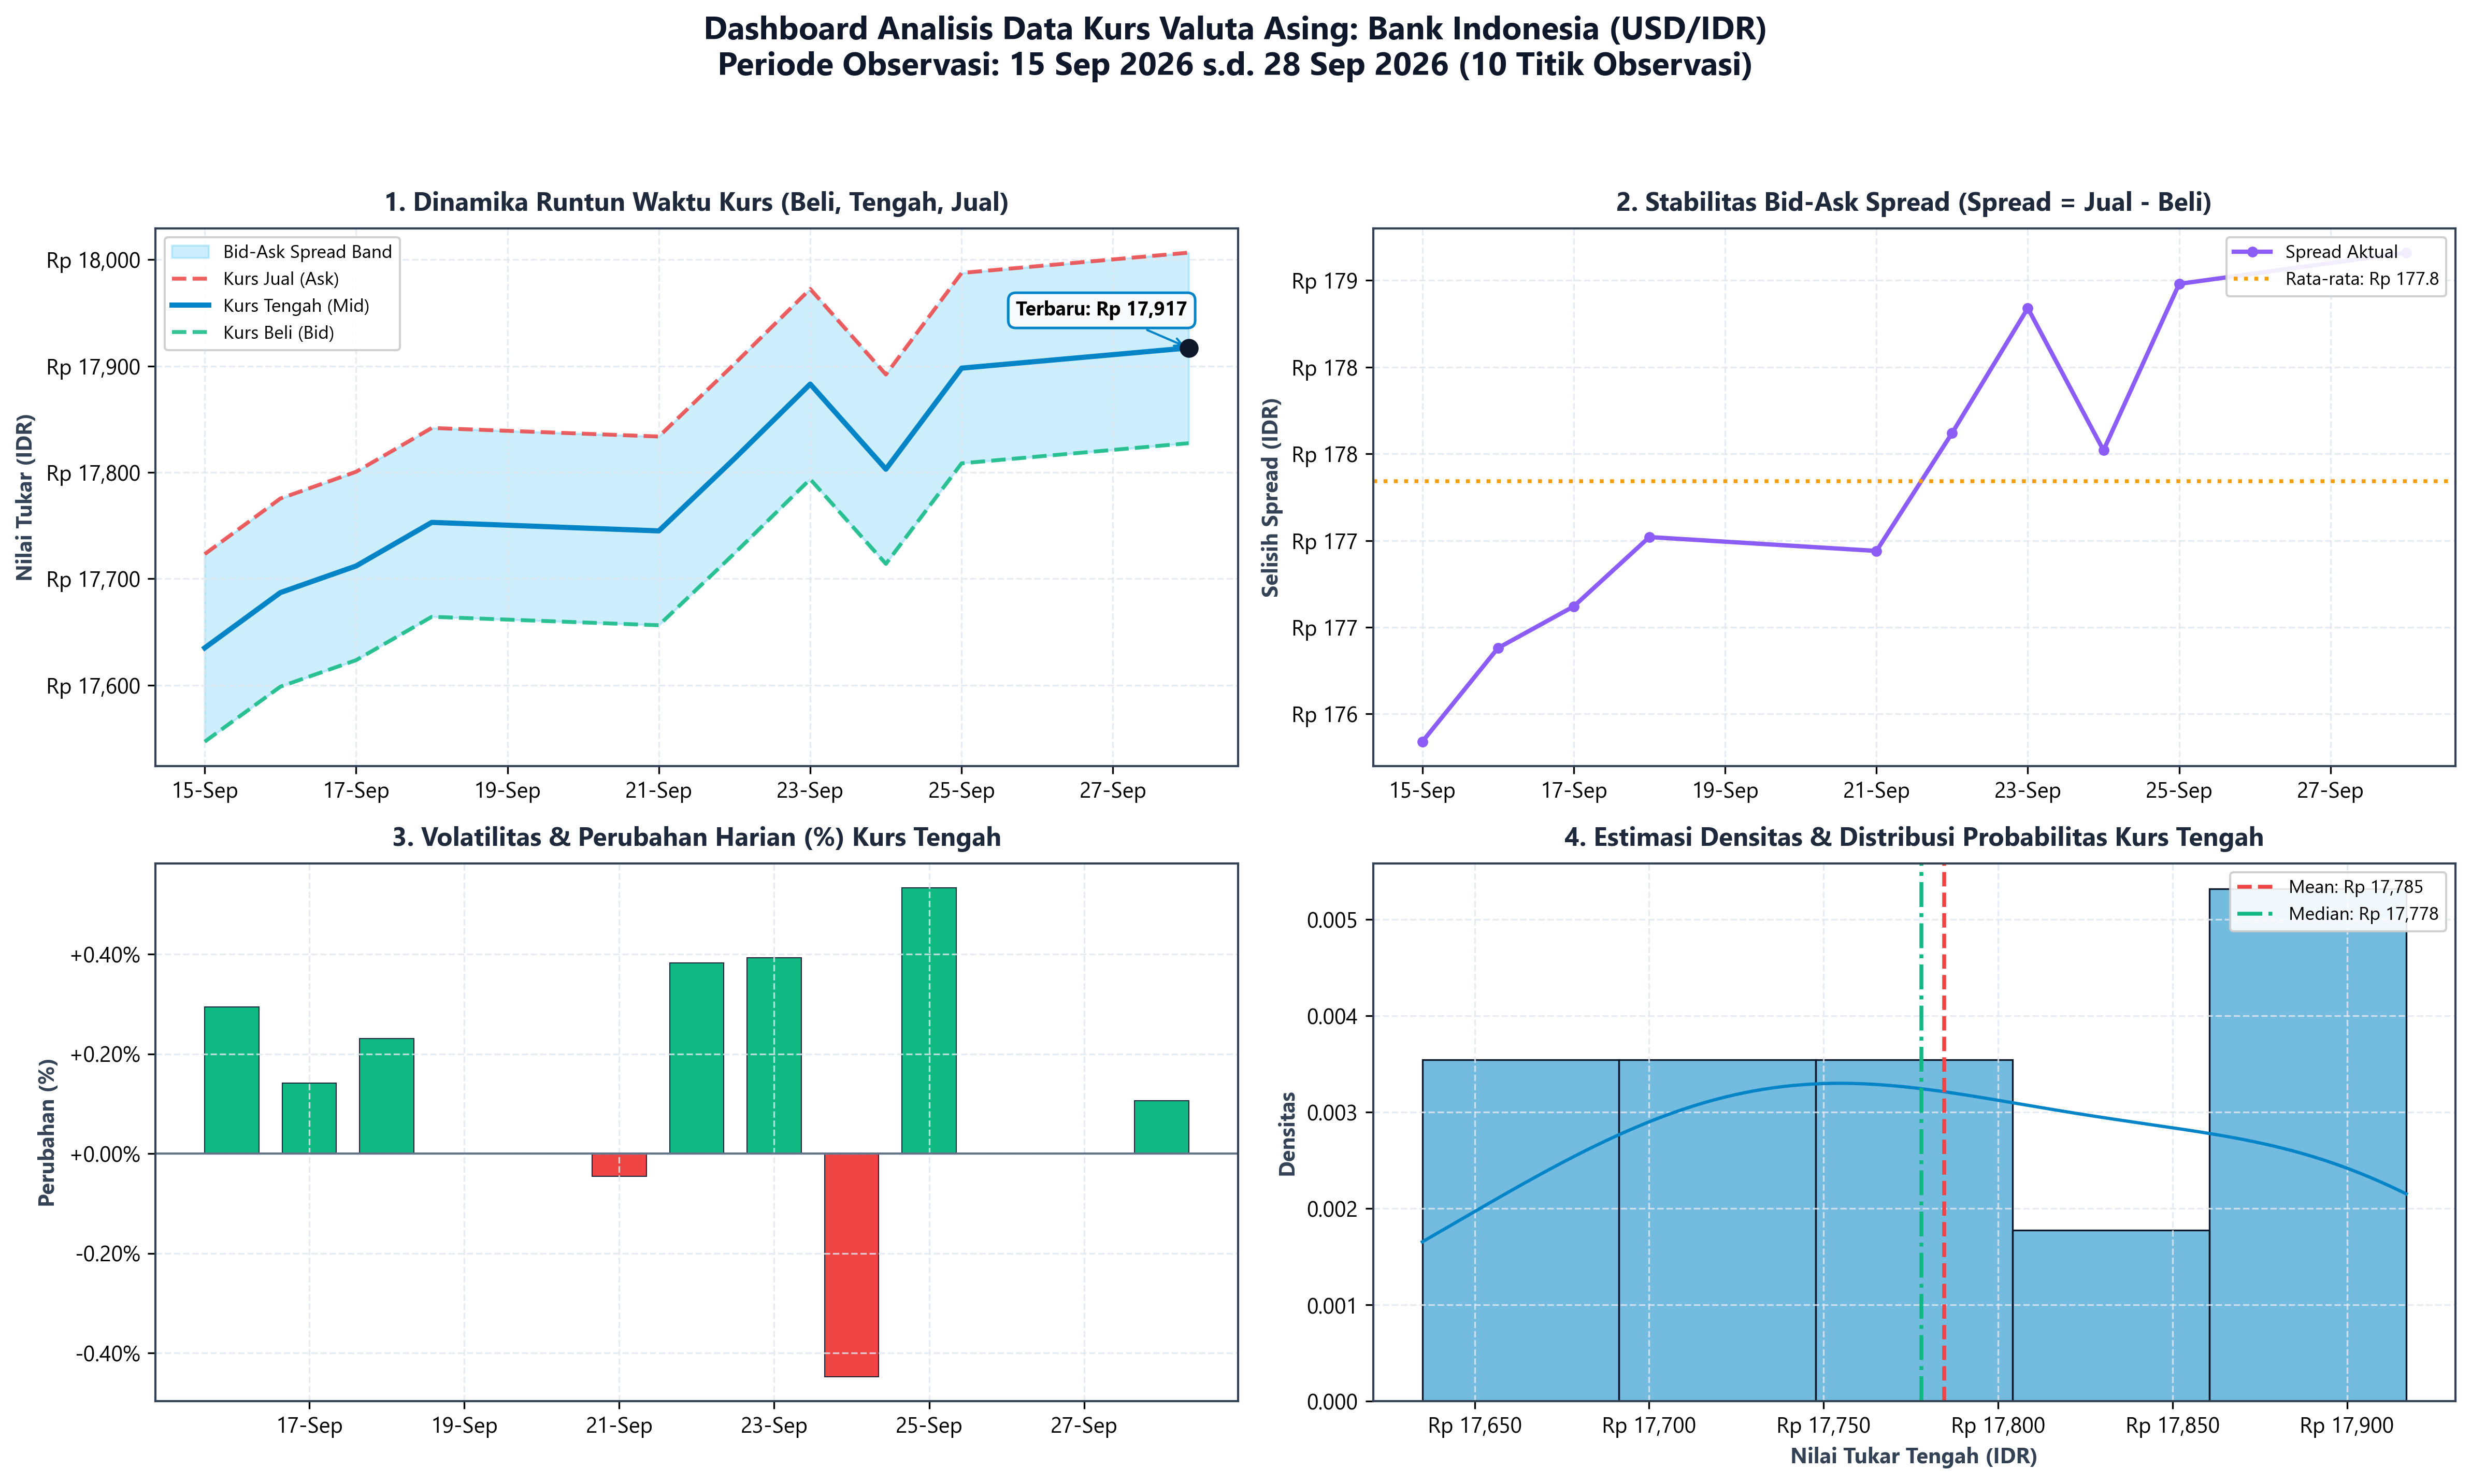 Dashboard Analisis Data Kurs Valuta Asing: Bank Indonesia (USD/IDR)
Periode Observasi: 15 Sep 2026 s.d. 28 Sep 2026 (10 Titik Observasi)
1. Dinamika Runtun Waktu Kurs (Beli, Tengah, Jual)
Nilai Tukar (IDR)
Rp 18,000
Rp 17,900
Rp 17,800
Rp 17,700
Rp 17,600
Bid-Ask Spread Band
Kurs Jual (Ask)
Kurs Tengah (Mid)
Kurs Beli (Bid)
Terbaru: Rp 17,917
15-Sep
17-Sep
19-Sep
21-Sep
23-Sep
25-Sep
27-Sep
2. Stabilitas Bid-Ask Spread (Spread = Jual - Beli)
Selisih Spread (IDR)
Rp 179
Rp 178
Rp 178
Rp 177
Rp 177
Rp 176
Spread Aktual
Rata-rata: Rp 177.8
15-Sep
17-Sep
19-Sep
21-Sep
23-Sep
25-Sep
27-Sep
3. Volatilitas & Perubahan Harian (%) Kurs Tengah
Perubahan (%)
+0.40%
+0.20%
+0.00%
-0.20%
-0.40%
17-Sep
19-Sep
21-Sep
23-Sep
25-Sep
27-Sep
4. Estimasi Densitas & Distribusi Probabilitas Kurs Tengah
Densitas
0.005
0.004
0.003
0.002
0.001
0.000
Mean: Rp 17,785
Median: Rp 17,778
Rp 17,650
Rp 17,700
Rp 17,750
Rp 17,800
Rp 17,850
Rp 17,900
Nilai Tukar Tengah (IDR)